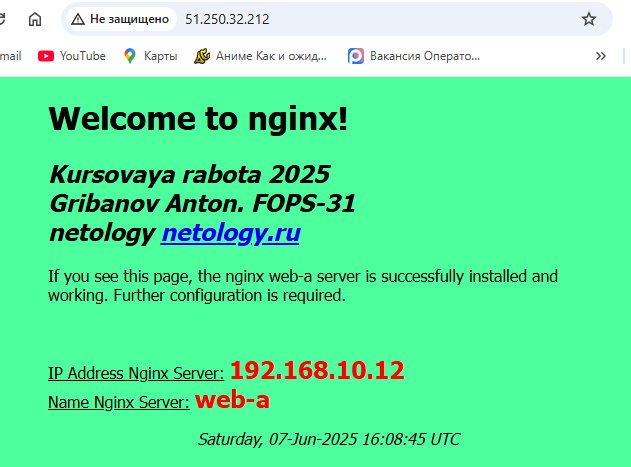 Не защищено 51.250.32.212
mail YouTube Карты Аниме Как и ожид... Вакансия Операто...
Welcome to nginx!
Kursovaya rabota 2025
Gribanov Anton. FOPS-31
netology netology.ru
If you see this page, the nginx web-a server is successfully installed and
working. Further configuration is required.
IP Address Nginx Server: 192.168.10.12
Name Nginx Server: web-a
Saturday, 07-Jun-2025 16:08:45 UTC